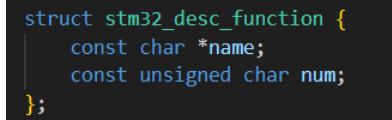 struct stm32_desc_function {
    const char *name;
    const unsigned char num;
};